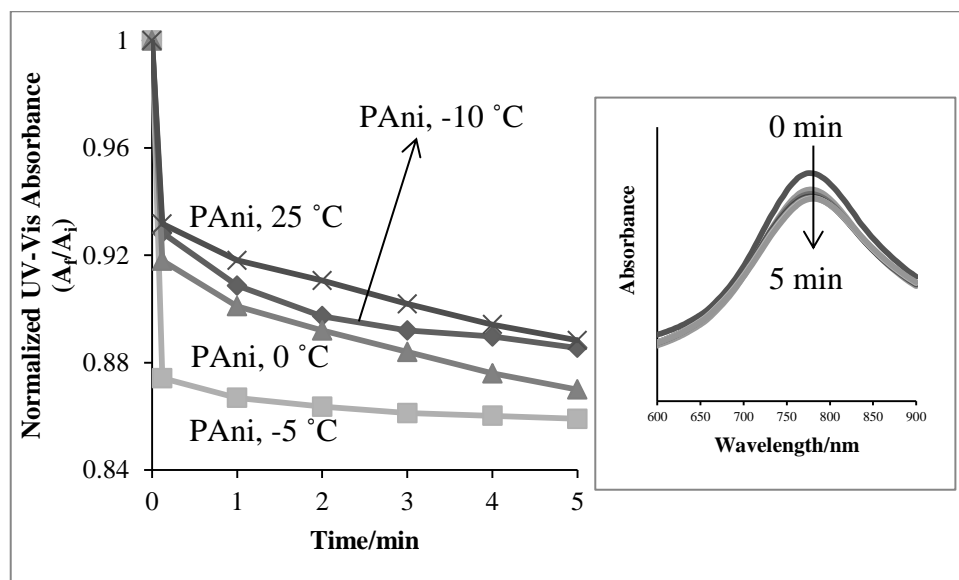 Normalized UV-Vis Absorbance
(Af/Ai)
1
0.96
0.92
0.88
0.84
PAni, -10 ˚C
PAni, 25 ˚C
PAni, 0 ˚C
PAni, -5 ˚C
0 1 2 3 4 5
Time/min
Absorbance
0 min
5 min
600 650 700 750 800 850 900
Wavelength/nm